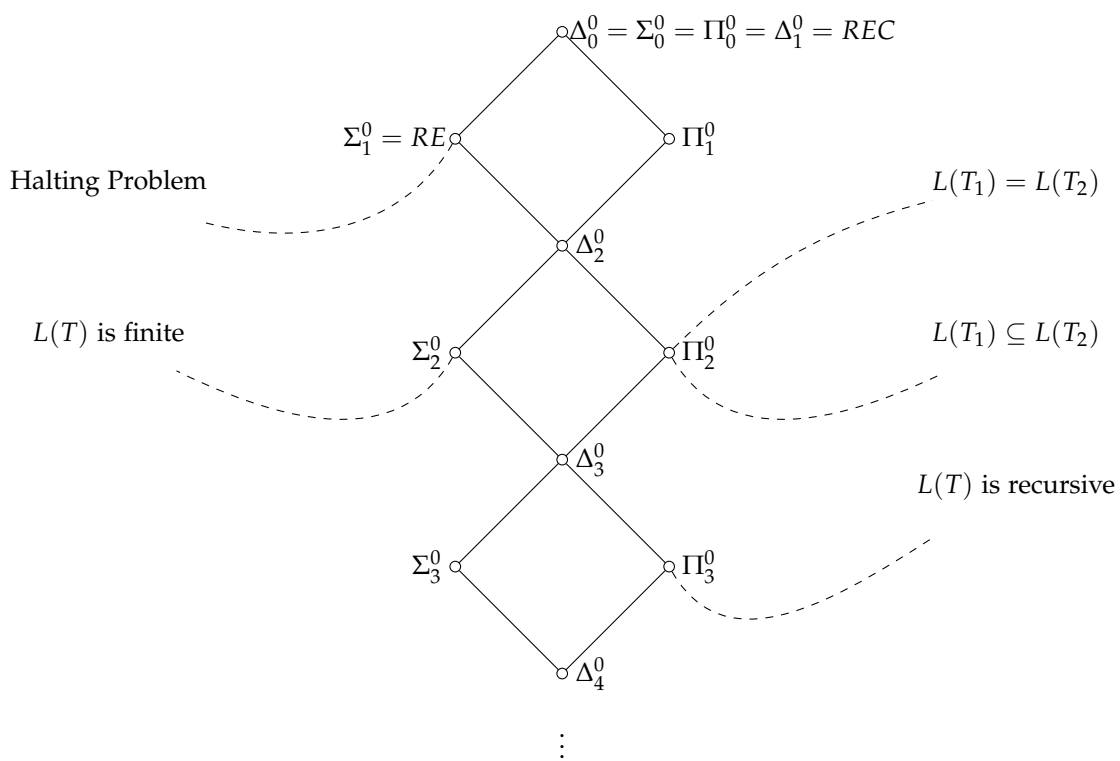 Δ₀⁰ = Σ₀⁰ = Π₀⁰ = Δ₁⁰ = REC
Σ₁⁰ = RE
Π₁⁰
Halting Problem
L(T₁) = L(T₂)
Δ₂⁰
L(T) is finite
Σ₂⁰
Π₂⁰
L(T₁) ⊆ L(T₂)
Δ₃⁰
L(T) is recursive
Σ₃⁰
Π₃⁰
Δ₄⁰
⋮